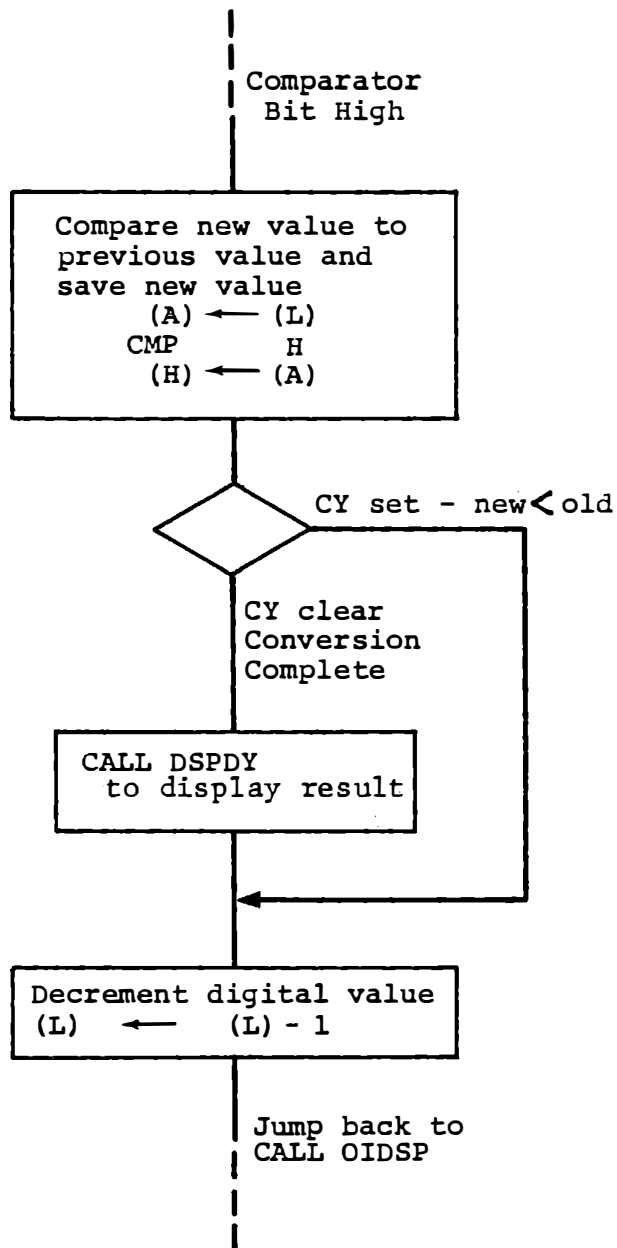 Comparator
Bit High
Compare new value to
previous value and
save new value
(A) ← (L)
CMP H
(H) ← (A)
CY set - new < old
CY clear
Conversion
Complete
CALL DSPDY
to display result
Decrement digital value
(L) ← (L) - 1
Jump back to
CALL OIDSP